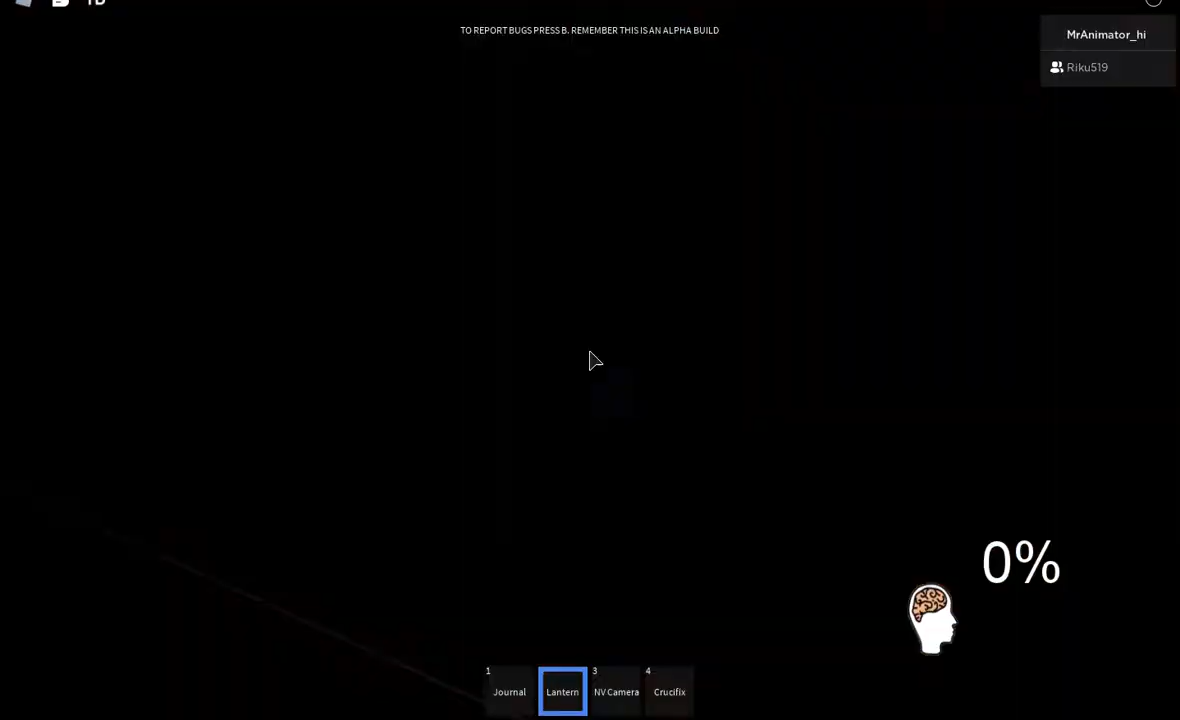 TO REPORT BUGS PRESS B. REMEMBER THIS IS AN ALPHA BUILD
MrAnimator_hi
Riku519
0%
1
3
4
Journal
Lantern
NV Camera
Crucifix